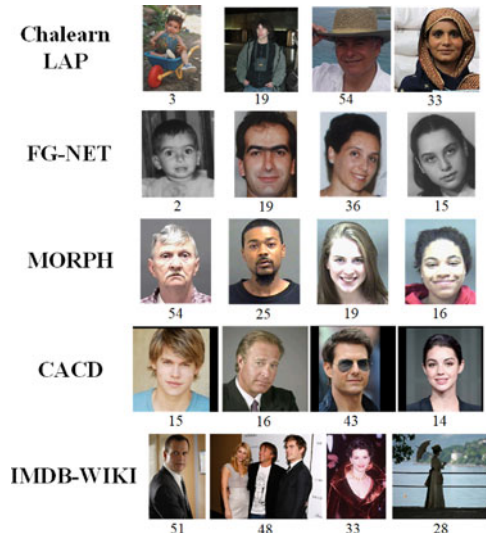 Chalearn
LAP
3 19 54 33
FG-NET
2 19 36 15
MORPH
54 25 19 16
CACD
15 16 43 14
IMDB-WIKI
51 48 33 28